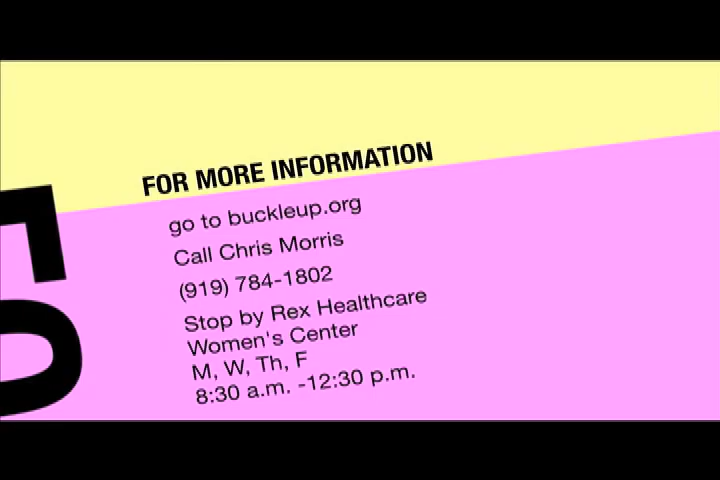 FOR MORE INFORMATION
go to buckleup.org
Call Chris Morris
(919) 784-1802
Stop by Rex Healthcare
Women's Center
M, W, Th, F
8:30 a.m. -12:30 p.m.